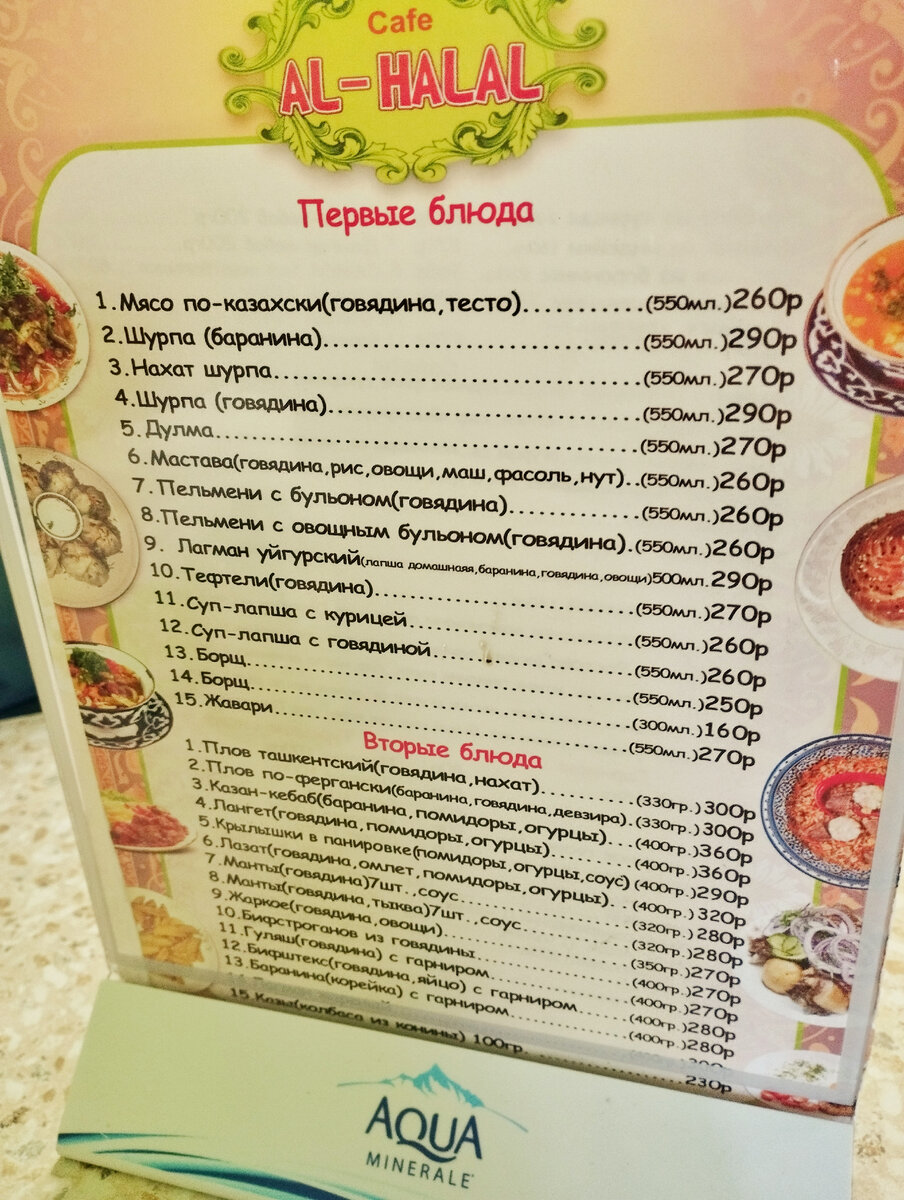 Cafe
AL-HALAL
Первые блюда
1.Мясо по-казахски(говядина,тесто)...........(550мл.)260р
2.Шурпа (баранина)................................(550мл.)290р
3.Нахат шурпа.....................................(550мл.)270р
4.Шурпа (говядина)...............................(550мл.)290р
5.Дулма...........................................(550мл.)270р
6.Мастава(говядина,рис,овощи,маш,фасоль,нут)..(550мл.)260р
7.Пельмени с бульоном(говядина).............(550мл.)260р
8.Пельмени с овощным бульоном(говядина).(550мл.)260р
9. Лагман уйгурский(лапша домашнаяя,баранина,говядина,овощи)500мл.290р
10.Тефтели(говядина)..........................(550мл.)270р
11.Суп-лапша с курицей.......................(550мл.)260р
12.Суп-лапша с говядиной....................(550мл.)260р
13.Борщ.......................................(550мл.)250р
14.Борщ.......................................(300мл.)160р
15.Жавари....................................(550мл.)270р
Вторые блюда
1.Плов ташкентский(говядина,нахат)..........(330гр.)300р
2.Плов по-фергански(баранина,говядина,девзира).(330гр.)300р
3.Казан-кебаб(баранина,помидоры,огурцы)...(400гр.)360р
4.Лангет(говядина,помидоры,огурцы)........(400гр.)360р
5.Крылышки в панировке(помидоры,огурцы,соус)(400гр.)290р
6.Лазат(говядина,омлет,помидоры,огурцы)..(400гр.)320р
7.Манты(говядина)7шт.,соус...................(320гр.)280р
8.Манты(говядина,тыква)7шт.,соус............(320гр.)280р
9.Жаркое(говядина,овощи).....................(350гр.)270р
10.Бифстроганов из говядины.................(400гр.)270р
11.Гуляш(говядина) с гарниром...............(400гр.)270р
12.Бифштекс(говядина,яйцо) с гарниром......(400гр.)280р
13.Баранина(корейка) с гарниром.............(400гр.)280р
15.Казы(колбаса из конины) 100гр. ...................230р
AQUA
MINERALE